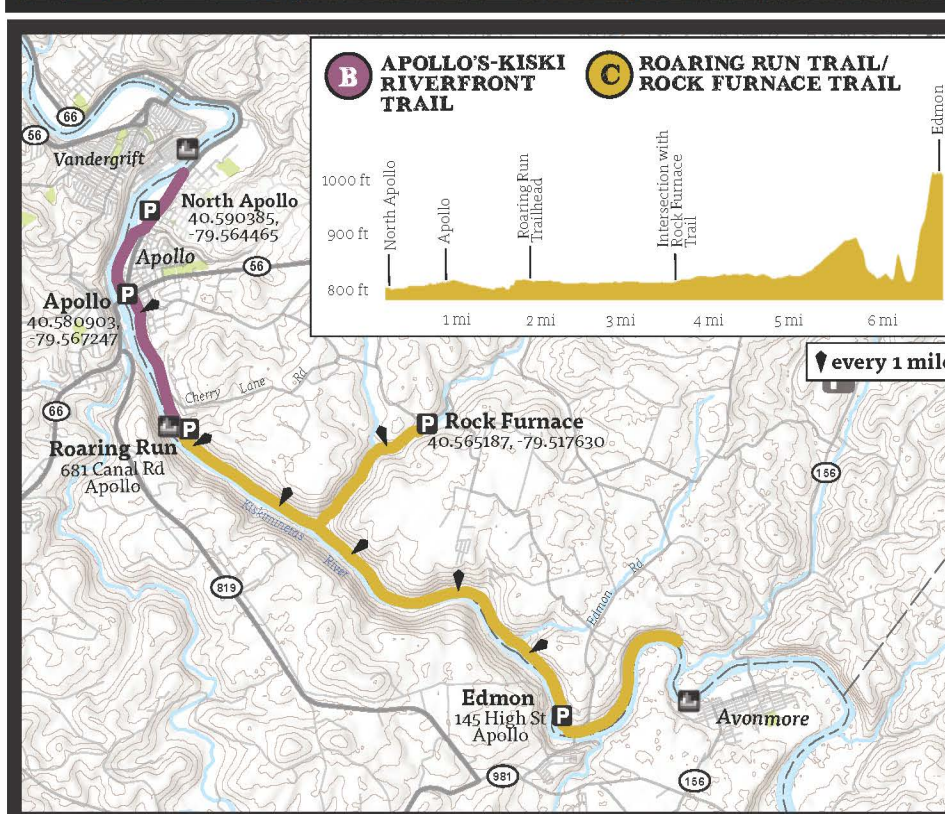 B
APOLLO'S-KISKI
RIVERFRONT
TRAIL
C
ROARING RUN TRAIL/
ROCK FURNACE TRAIL
1000 ft
900 ft
800 ft
North Apollo
Apollo
Roaring Run
Trailhead
Intersection with
Rock Furnace
Trail
Edmon
1 mi
2 mi
3 mi
4 mi
5 mi
6 mi
every 1 mile
66
56
Vandergrift
P
North Apollo
40.590385,
-79.564465
Apollo
56
Apollo
P
40.580903,
-79.567247
Cherry Lane Rd
66
P
Roaring Run
681 Canal Rd
Apollo
P
Rock Furnace
40.565187, -79.517630
156
Kiskiminetas
River
819
Edmon Rd
Edmon
145 High St
Apollo
P
Avonmore
981
156